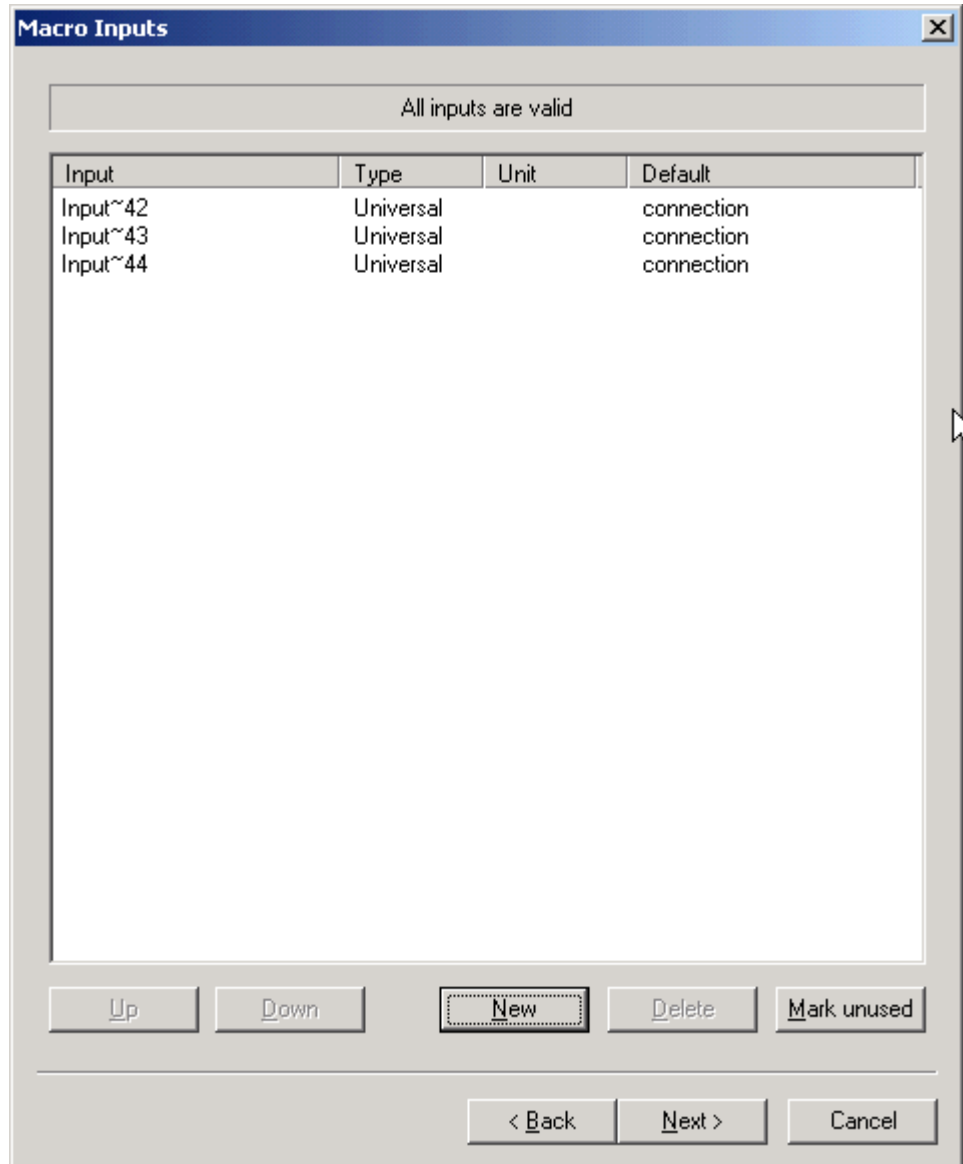 Macro Inputs
All inputs are valid
Input Type Unit Default
Input~42 Universal connection
Input~43 Universal connection
Input~44 Universal connection
Up Down New Delete Mark unused
< Back Next > Cancel